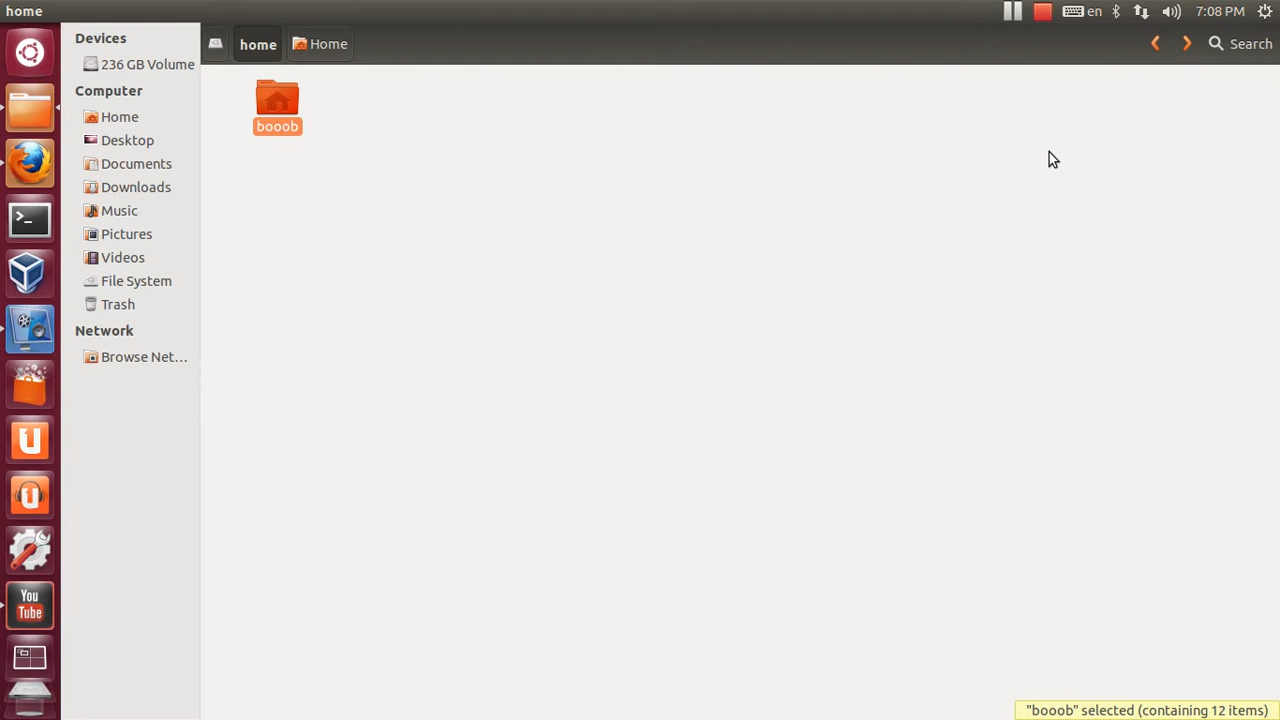 home
en
7:08 PM
Devices
236 GB Volume
Computer
Home
Desktop
Documents
Downloads
Music
Pictures
Videos
File System
Trash
Network
Browse Net...
home
Home
Search
booob
>_
U
U
You
Tube
"booob" selected (containing 12 items)